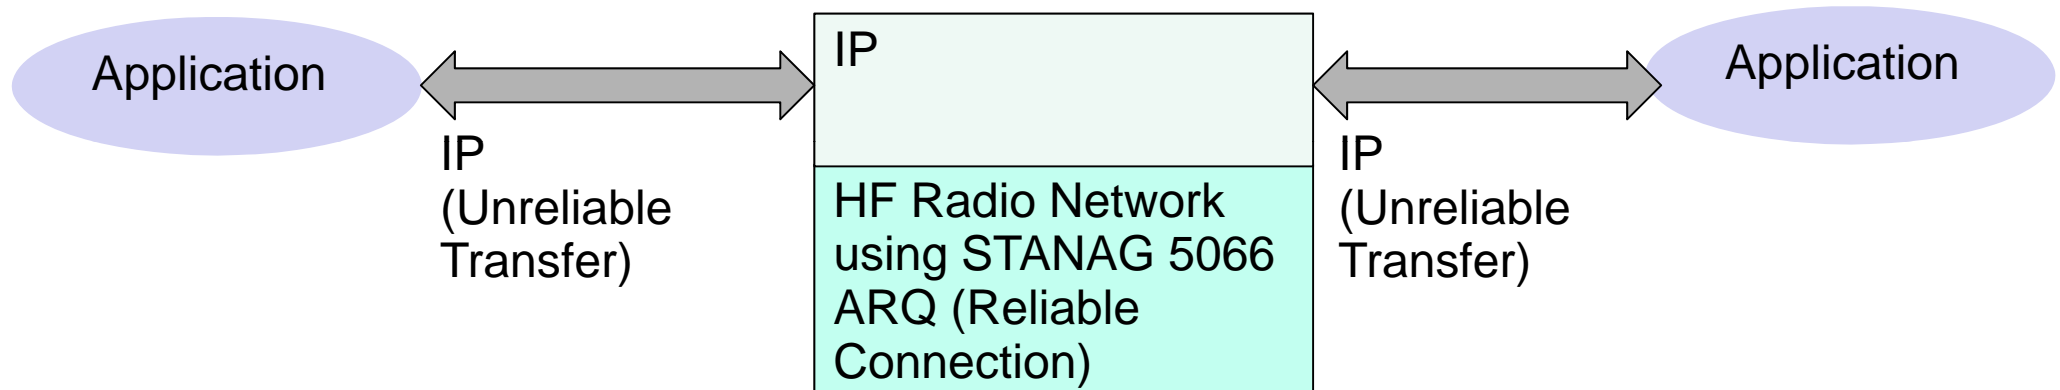 Application
IP
(Unreliable
Transfer)
IP
HF Radio Network
using STANAG 5066
ARQ (Reliable
Connection)
IP
(Unreliable
Transfer)
Application